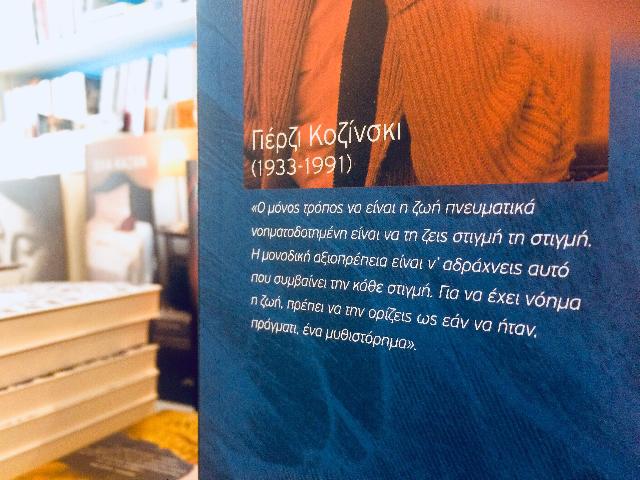 Γιέρζι Κοζίνσκι
(1933-1991)
«Ο μόνος τρόπος να είναι η ζωή πνευματικά
νοηματοδοτημένη είναι να τη ζεις στιγμή τη στιγμή.
Η μοναδική αξιοπρέπεια είναι ν' αδράχνεις αυτό
που συμβαίνει την κάθε στιγμή. Για να έχει νόημα
η ζωή, πρέπει να την ορίζεις ως εάν να ήταν,
πράγματι, ένα μυθιστόρημα».